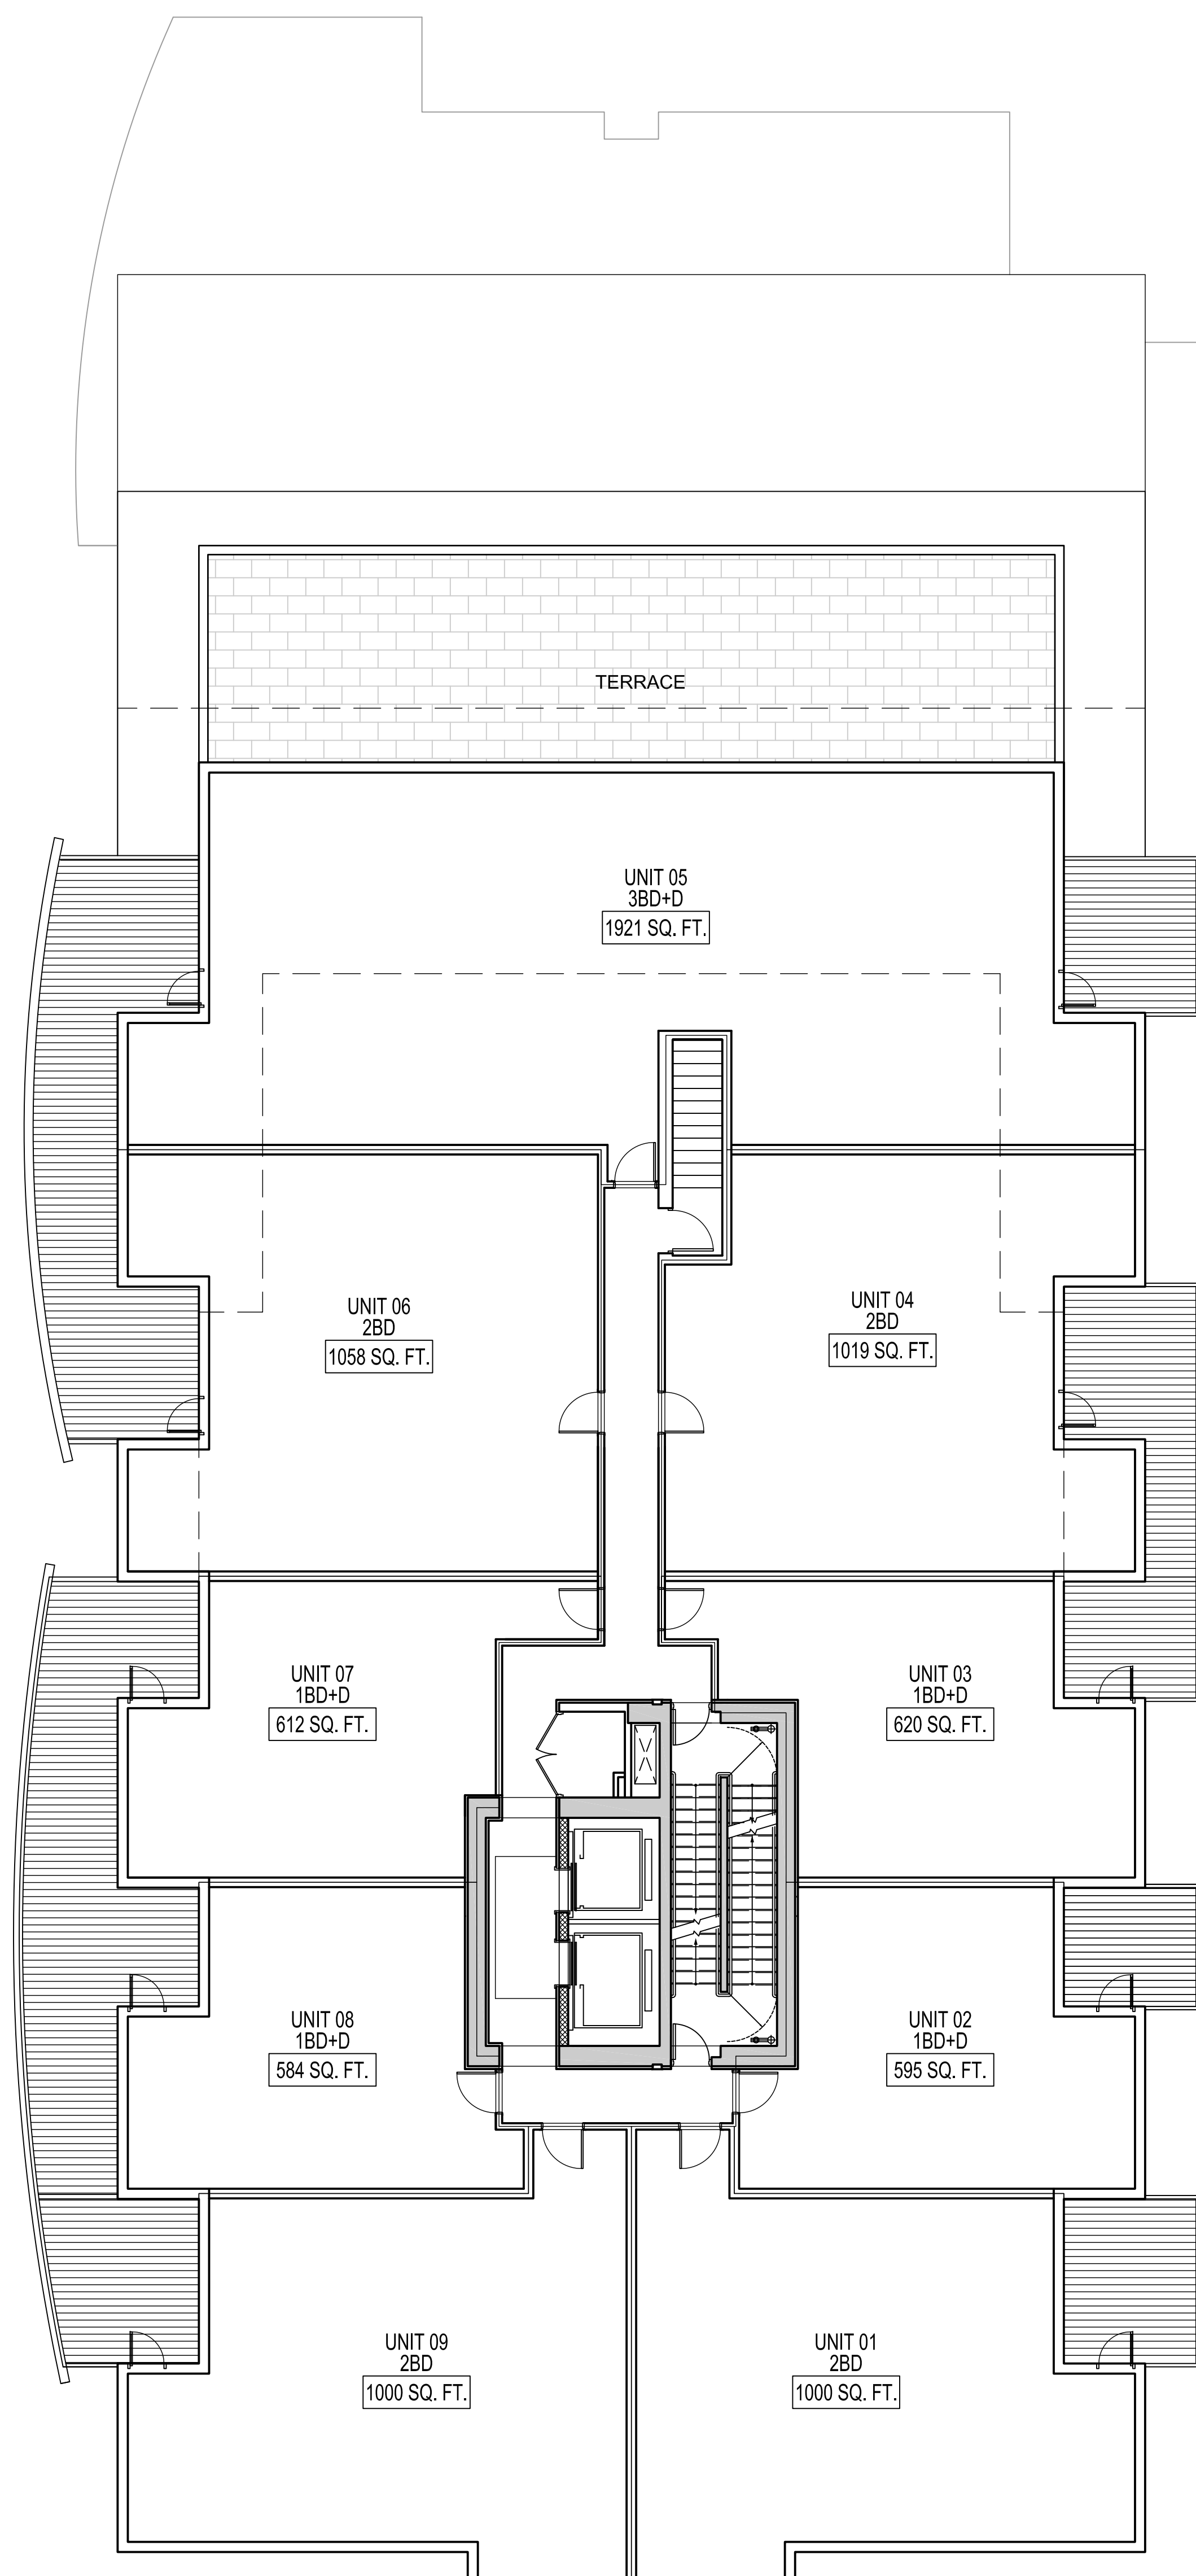 TERRACE
UNIT 05
3BD+D
1921 SQ. FT.
UNIT 06
2BD
1058 SQ. FT.
UNIT 04
2BD
1019 SQ. FT.
UNIT 07
1BD+D
612 SQ. FT.
UNIT 03
1BD+D
620 SQ. FT.
UNIT 08
1BD+D
584 SQ. FT.
UNIT 02
1BD+D
595 SQ. FT.
UNIT 09
2BD
1000 SQ. FT.
UNIT 01
2BD
1000 SQ. FT.